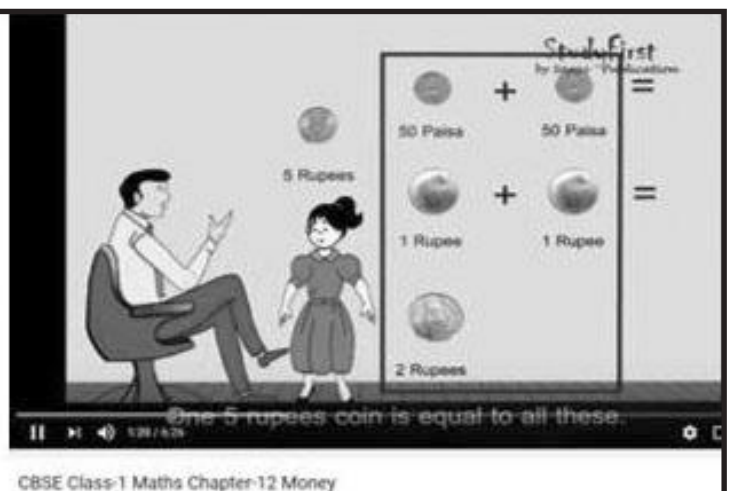 StudyFirst
50 Paisa + 50 Paisa =
5 Rupees
1 Rupee + 1 Rupee =
2 Rupees
One 5 rupees coin is equal to all these.
CBSE Class-1 Maths Chapter-12 Money